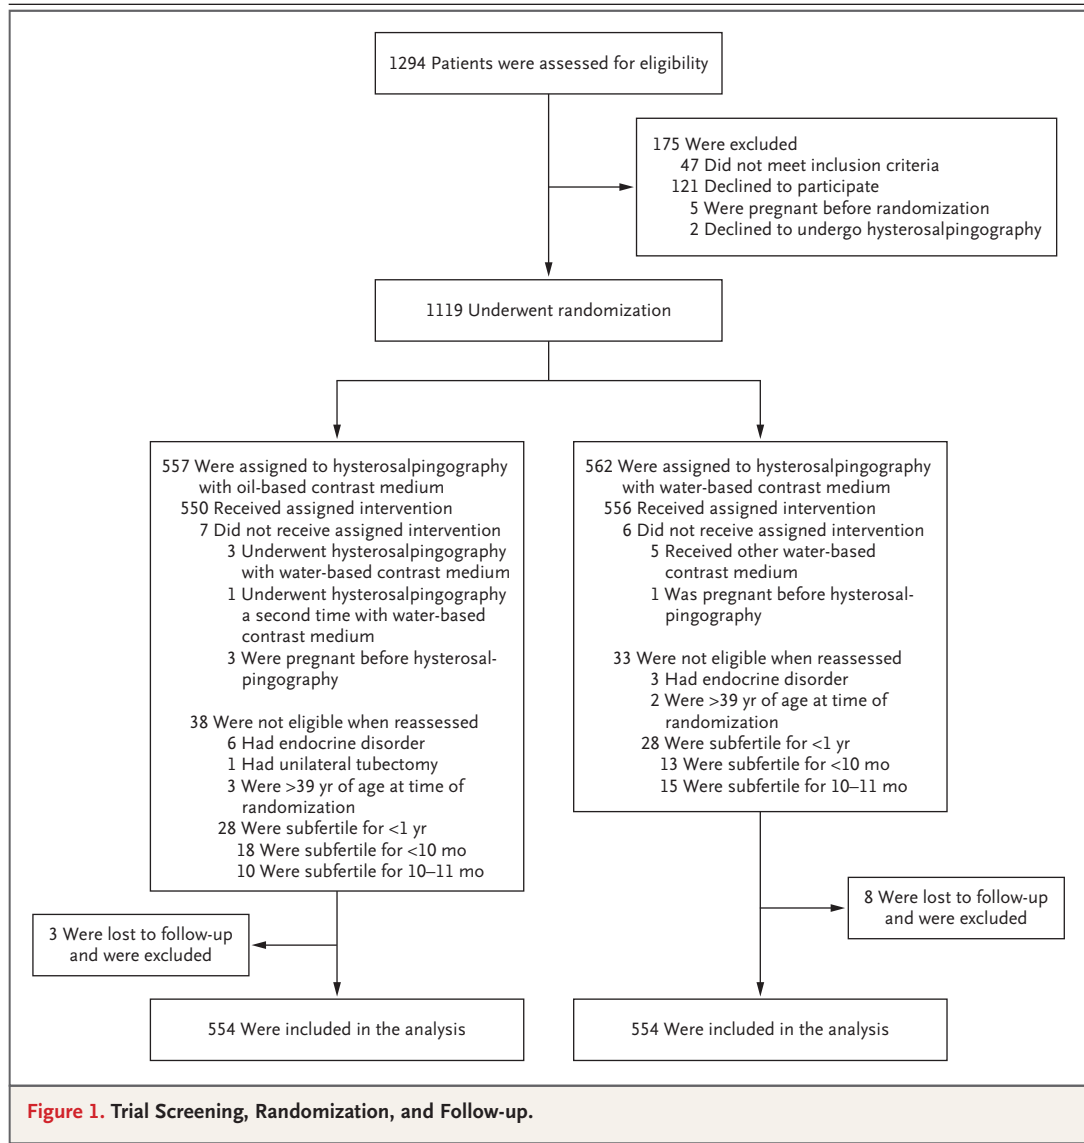 1294 Patients were assessed for eligibility
175 Were excluded
47 Did not meet inclusion criteria
121 Declined to participate
5 Were pregnant before randomization
2 Declined to undergo hysterosalpingography
1119 Underwent randomization
557 Were assigned to hysterosalpingography
with oil-based contrast medium
550 Received assigned intervention
7 Did not receive assigned intervention
3 Underwent hysterosalpingography
with water-based contrast medium
1 Underwent hysterosalpingography
a second time with water-based
contrast medium
3 Were pregnant before hysterosal-
pingography
38 Were not eligible when reassessed
6 Had endocrine disorder
1 Had unilateral tubectomy
3 Were >39 yr of age at time of
randomization
28 Were subfertile for <1 yr
18 Were subfertile for <10 mo
10 Were subfertile for 10–11 mo
562 Were assigned to hysterosalpingography
with water-based contrast medium
556 Received assigned intervention
6 Did not receive assigned intervention
5 Received other water-based
contrast medium
1 Was pregnant before hysterosal-
pingography
33 Were not eligible when reassessed
3 Had endocrine disorder
2 Were >39 yr of age at time of
randomization
28 Were subfertile for <1 yr
13 Were subfertile for <10 mo
15 Were subfertile for 10–11 mo
3 Were lost to follow-up
and were excluded
8 Were lost to follow-up
and were excluded
554 Were included in the analysis
554 Were included in the analysis
Figure 1. Trial Screening, Randomization, and Follow-up.